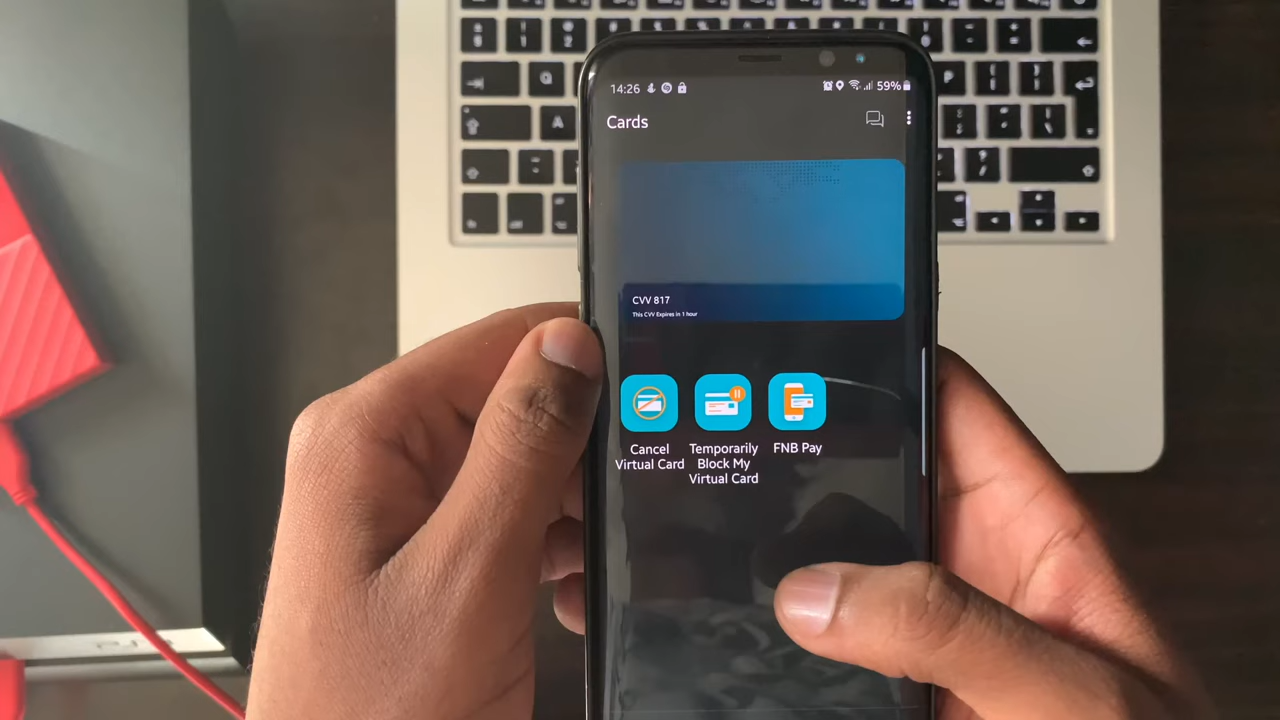 14:26
59%
Cards
CVV 817
This CVV Expires in 1 hour
Cancel
Virtual Card
Temporarily
Block My
Virtual Card
FNB Pay
Q
A
P